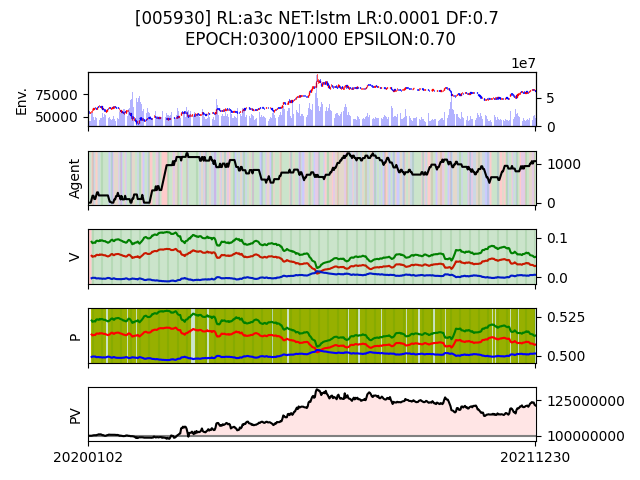 [005930] RL:a3c NET:lstm LR:0.0001 DF:0.7
EPOCH:0300/1000 EPSILON:0.70
1e7
Env.
75000
50000
5
0
Agent
1000
0
V
0.1
0.0
P
0.525
0.500
PV
125000000
100000000
20200102
20211230